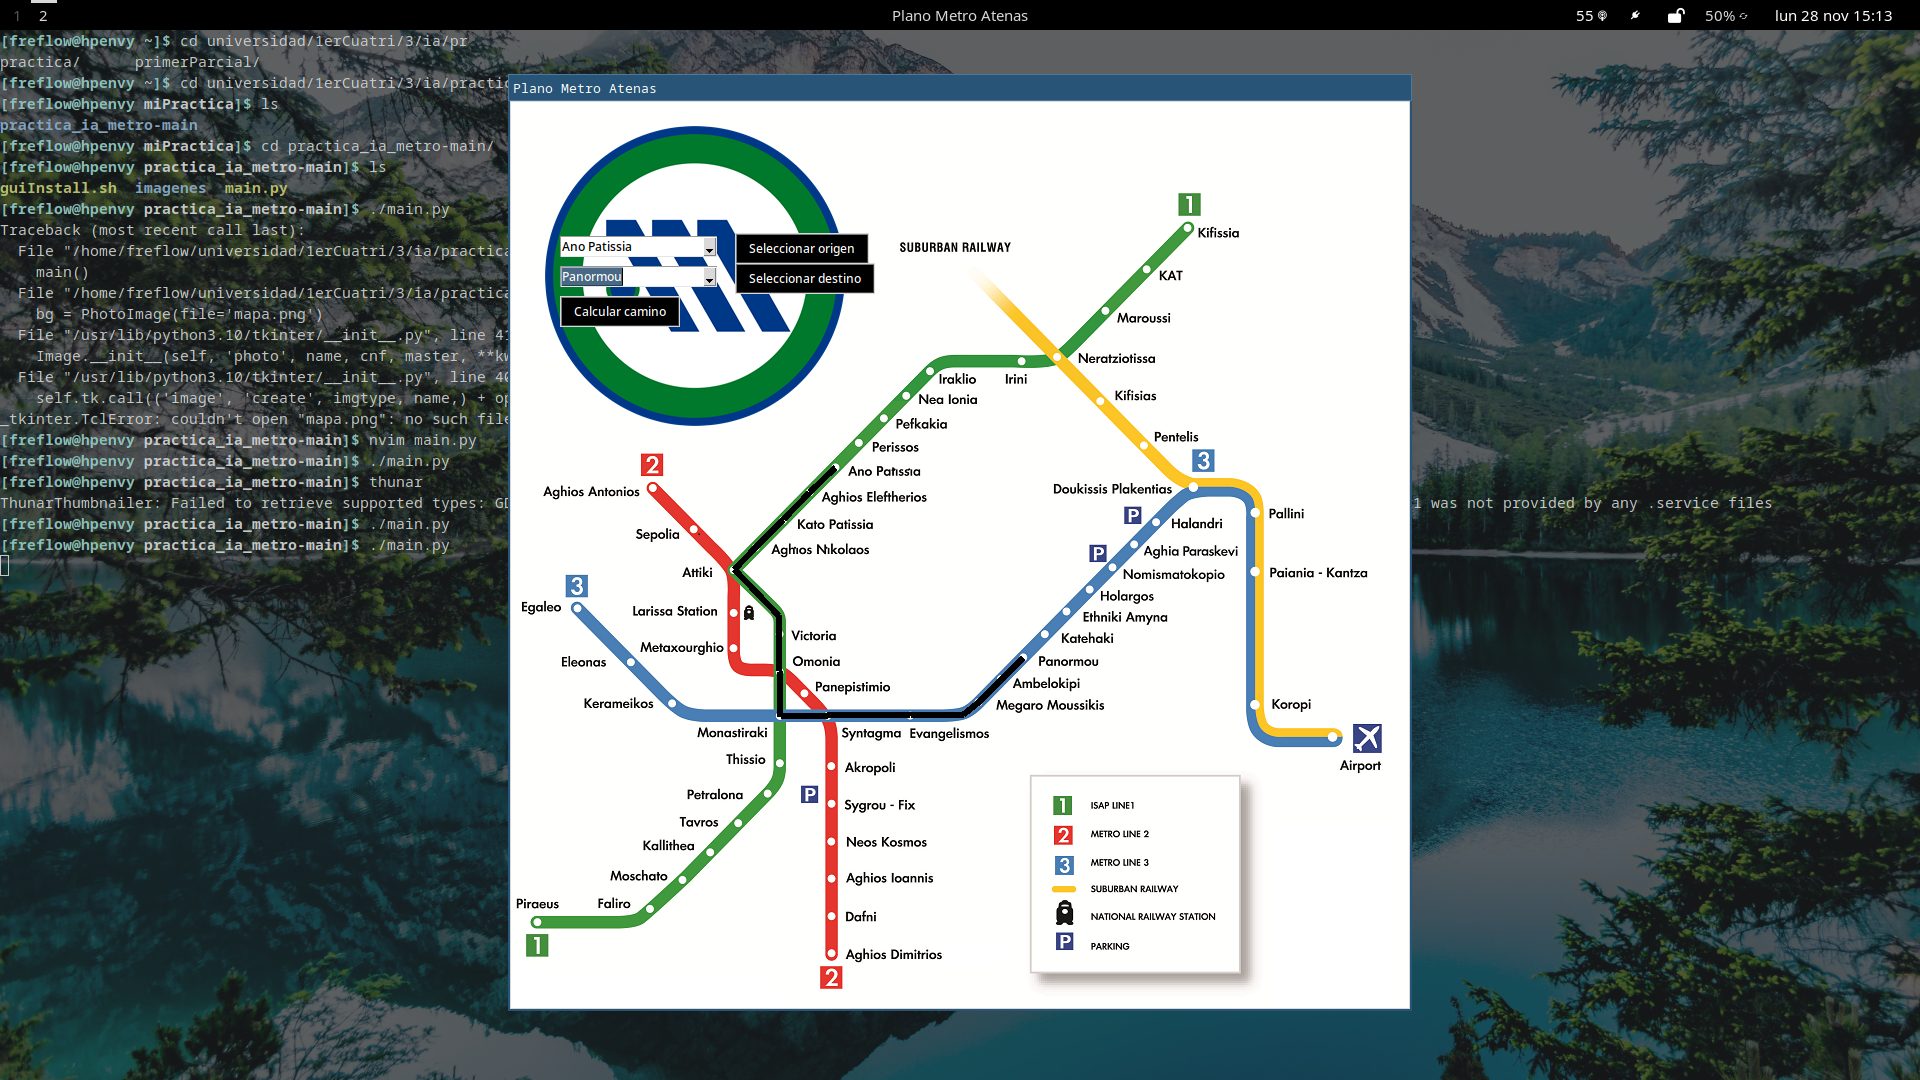 1 2
Plano Metro Atenas
55
50%
lun 28 nov 15:13
[freflow@hpenvy ~]$ cd universidad/1erCuatri/3/ia/pr
practica/ primerParcial/
[freflow@hpenvy ~]$ cd universidad/1erCuatri/3/ia/practic
[freflow@hpenvy miPractica]$ ls
practica_ia_metro-main
[freflow@hpenvy miPractica]$ cd practica_ia_metro-main/
[freflow@hpenvy practica_ia_metro-main]$ ls
guiInstall.sh imagenes main.py
[freflow@hpenvy practica_ia_metro-main]$ ./main.py
Traceback (most recent call last):
File "/home/freflow/universidad/1erCuatri/3/ia/practica
main()
File "/home/freflow/universidad/1erCuatri/3/ia/practica
bg = PhotoImage(file='mapa.png')
File "/usr/lib/python3.10/tkinter/__init__.py", line 41
Image.__init__(self, 'photo', name, cnf, master, **kw
File "/usr/lib/python3.10/tkinter/__init__.py", line 40
self.tk.call(('image', 'create', imgtype, name,) + op
_tkinter.TclError: couldn't open "mapa.png": no such file
[freflow@hpenvy practica_ia_metro-main]$ nvim main.py
[freflow@hpenvy practica_ia_metro-main]$ ./main.py
[freflow@hpenvy practica_ia_metro-main]$ thunar
ThunarThumbnailer: Failed to retrieve supported types: GD
1 was not provided by any .service files
[freflow@hpenvy practica_ia_metro-main]$ ./main.py
[freflow@hpenvy practica_ia_metro-main]$ ./main.py
Plano Metro Atenas
Ano Patissia
Seleccionar origen
Panormou
Seleccionar destino
Calcular camino
SUBURBAN RAILWAY
1
Kifissia
KAT
Maroussi
Neratziotissa
Iraklio
Irini
Nea Ionia
Kifisias
Pefkakia
Pentelis
Perissos
3
2
Ano Patissia
Aghios Antonios
Doukissis Plakentias
Aghios Eleftherios
P
Pallini
Kato Patissia
Halandri
Sepolia
Aghios Nikolaos
P
Aghia Paraskevi
Attiki
Nomismatokopio
Paiania - Kantza
3
Holargos
Egaleo
Larissa Station
Ethniki Amyna
Victoria
Katehaki
Metaxourghio
Eleonas
Omonia
Panormou
Panepistimio
Ambelokipi
Kerameikos
Megaro Moussikis
Koropi
Monastiraki
Syntagma
Evangelismos
Thissio
Akropoli
Airport
Petralona
P
Sygrou - Fix
Tavros
Kallithea
Neos Kosmos
Moschato
Aghios Ioannis
Piraeus
Faliro
Dafni
1
Aghios Dimitrios
2
1 ISAP LINE1
2 METRO LINE 2
3 METRO LINE 3
SUBURBAN RAILWAY
NATIONAL RAILWAY STATION
P PARKING